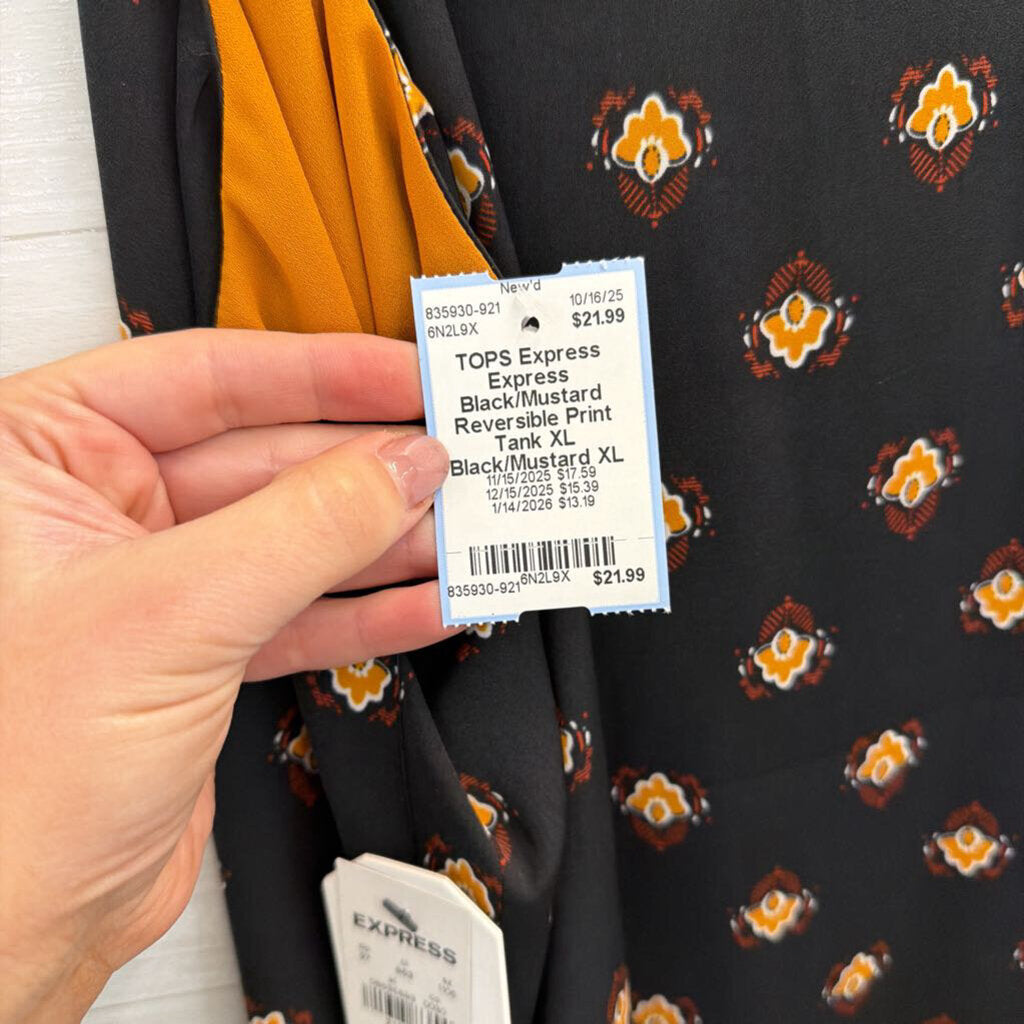 New'd
835930-921 10/16/25
6N2L9X $21.99
TOPS Express
Express
Black/Mustard
Reversible Print
Tank XL
Black/Mustard XL
11/15/2025 $17.59
12/15/2025 $15.39
1/14/2026 $13.19
835930-921 6N2L9X $21.99
EXPRESS